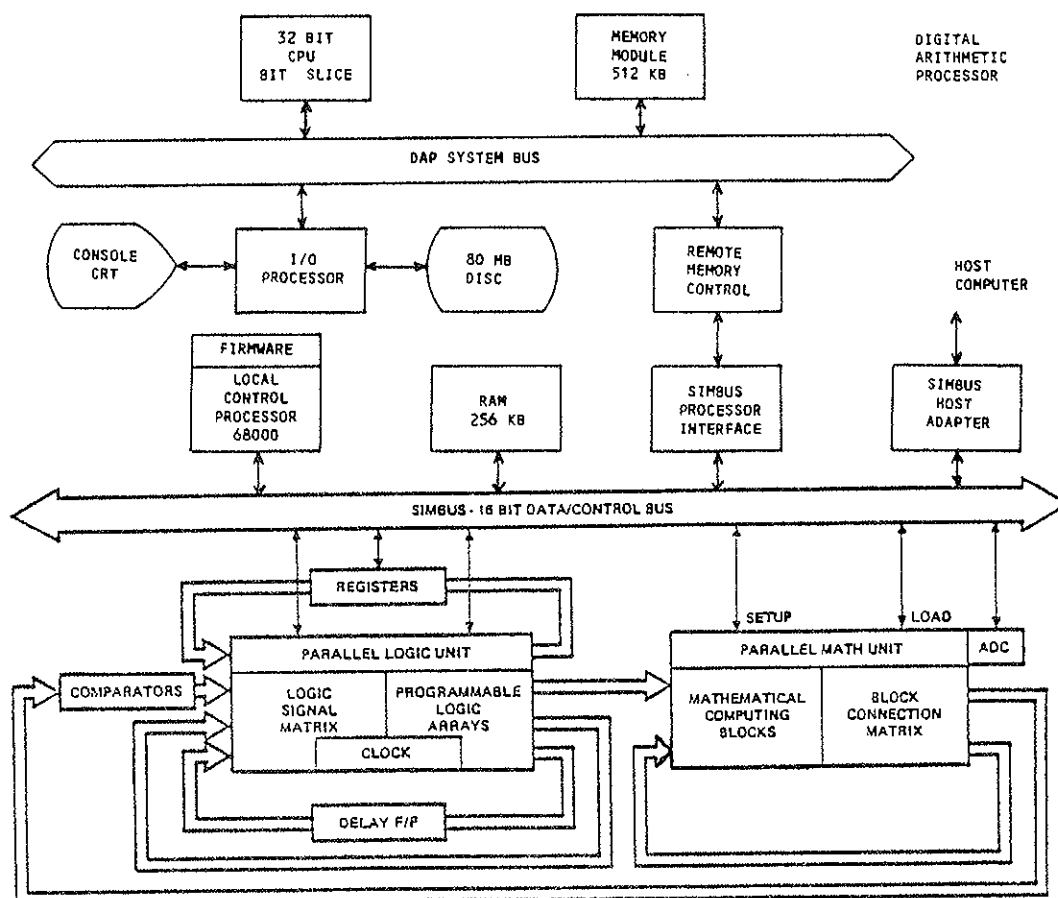 32 BIT
CPU
BIT SLICE
MEMORY
MODULE
512 KB
DIGITAL
ARITHMETIC
PROCESSOR
DAP SYSTEM BUS
CONSOLE
CRT
I/O
PROCESSOR
80 MB
DISC
REMOTE
MEMORY
CONTROL
HOST
COMPUTER
FIRMWARE
LOCAL
CONTROL
PROCESSOR
68000
RAM
256 KB
SIMBUS
PROCESSOR
INTERFACE
SIMBUS
HOST
ADAPTER
SIMBUS - 16 BIT DATA/CONTROL BUS
REGISTERS
SETUP
LOAD
PARALLEL LOGIC UNIT
PARALLEL MATH UNIT
ADC
COMPARATORS
LOGIC
SIGNAL
MATRIX
PROGRAMMABLE
LOGIC
ARRAYS
CLOCK
MATHEMATICAL
COMPUTING
BLOCKS
BLOCK
CONNECTION
MATRIX
DELAY F/F